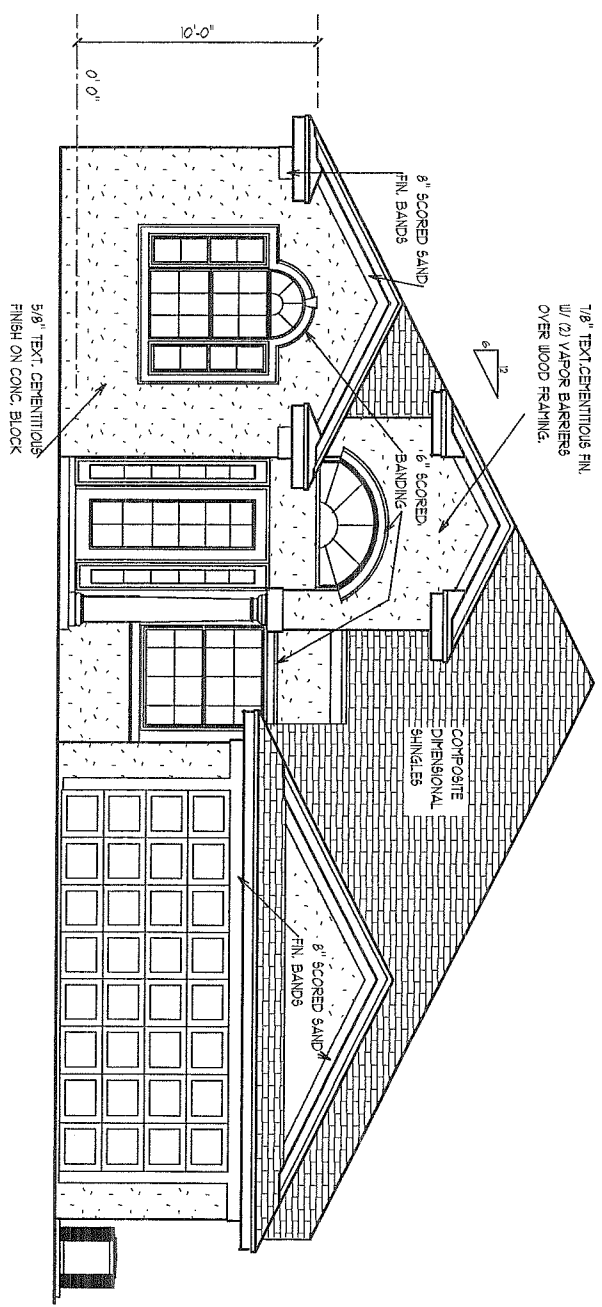 7/8" TEXT.CEMENTITIOUS FIN.
W/ (2) VAPOR BARRIERS
OVER WOOD FRAMING.
12
6
8" SCORED SAND
FIN. BANDS
10'-0"
0' 0"
6" SCORED
BANDING
COMPOSITE
DIMENSIONAL
SHINGLES
8" SCORED SAND
FIN. BANDS
5/8" TEXT. CEMENTITIOUS
FINISH ON CONC. BLOCK